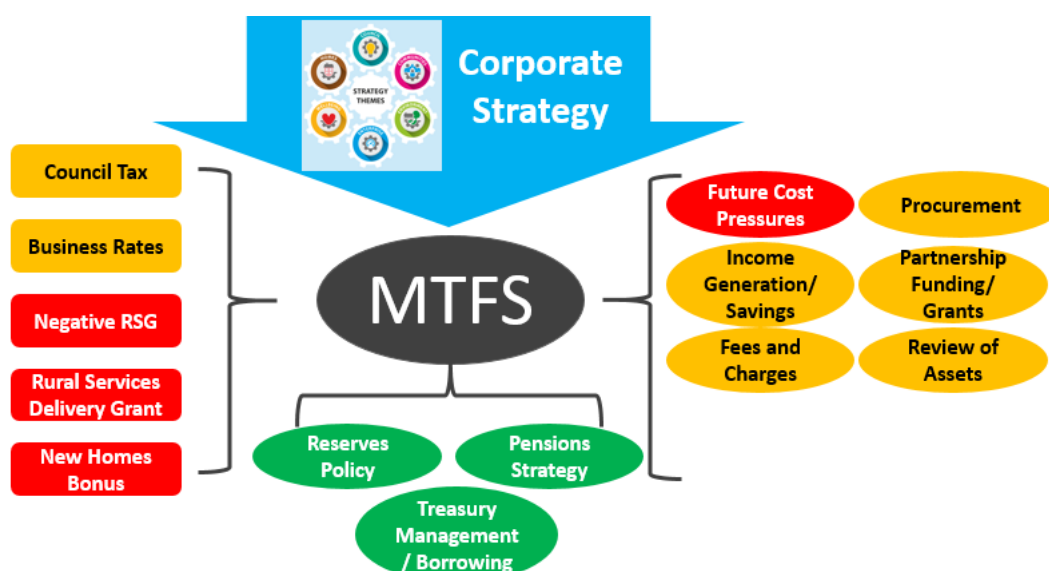 Corporate
Strategy
STRATEGY
THEMES
Council Tax
Business Rates
Negative RSG
Rural Services
Delivery Grant
New Homes
Bonus
MTFS
Future Cost
Pressures
Procurement
Income
Generation/
Savings
Partnership
Funding/
Grants
Fees and
Charges
Review of
Assets
Reserves
Policy
Pensions
Strategy
Treasury
Management
/ Borrowing